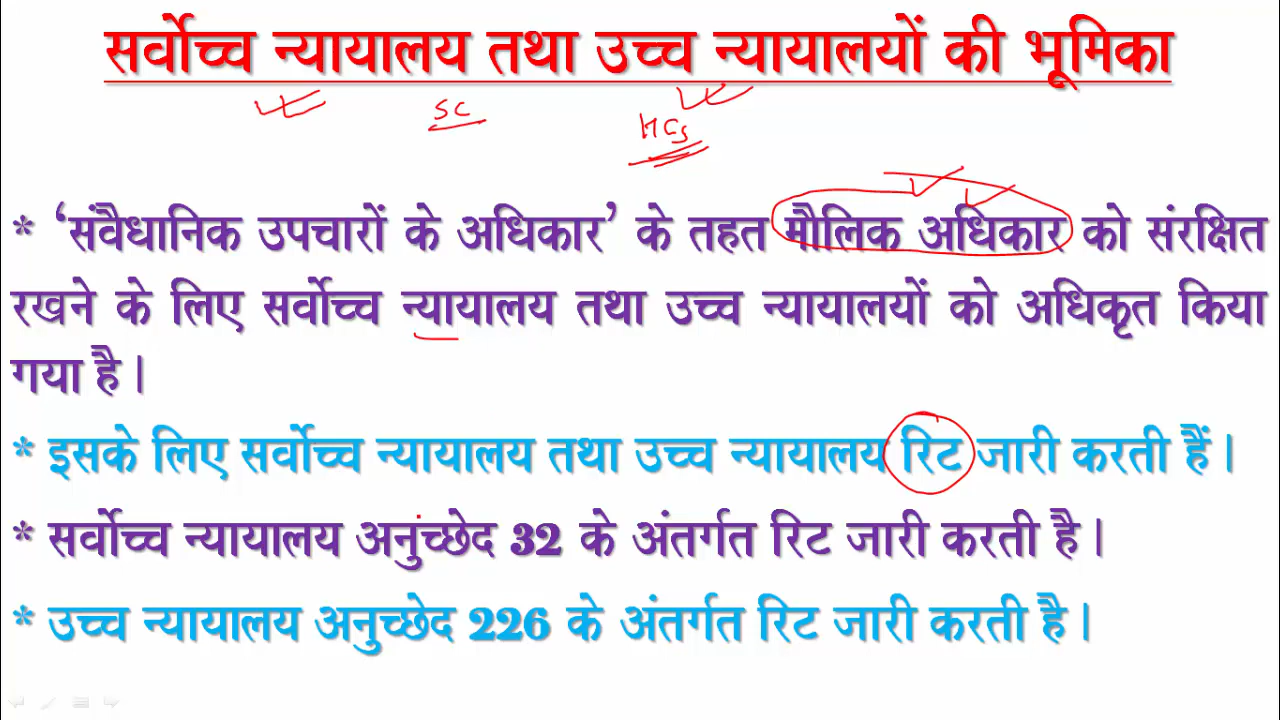 सर्वोच्च न्यायालय तथा उच्च न्यायालयों की भूमिका
SC
HCs
* ‘संवैधानिक उपचारों के अधिकार’ के तहत मौलिक अधिकार को संरक्षित
रखने के लिए सर्वोच्च न्यायालय तथा उच्च न्यायालयों को अधिकृत किया
गया है।
* इसके लिए सर्वोच्च न्यायालय तथा उच्च न्यायालय रिट जारी करती हैं।
* सर्वोच्च न्यायालय अनुच्छेद 32 के अंतर्गत रिट जारी करती है।
* उच्च न्यायालय अनुच्छेद 226 के अंतर्गत रिट जारी करती है।